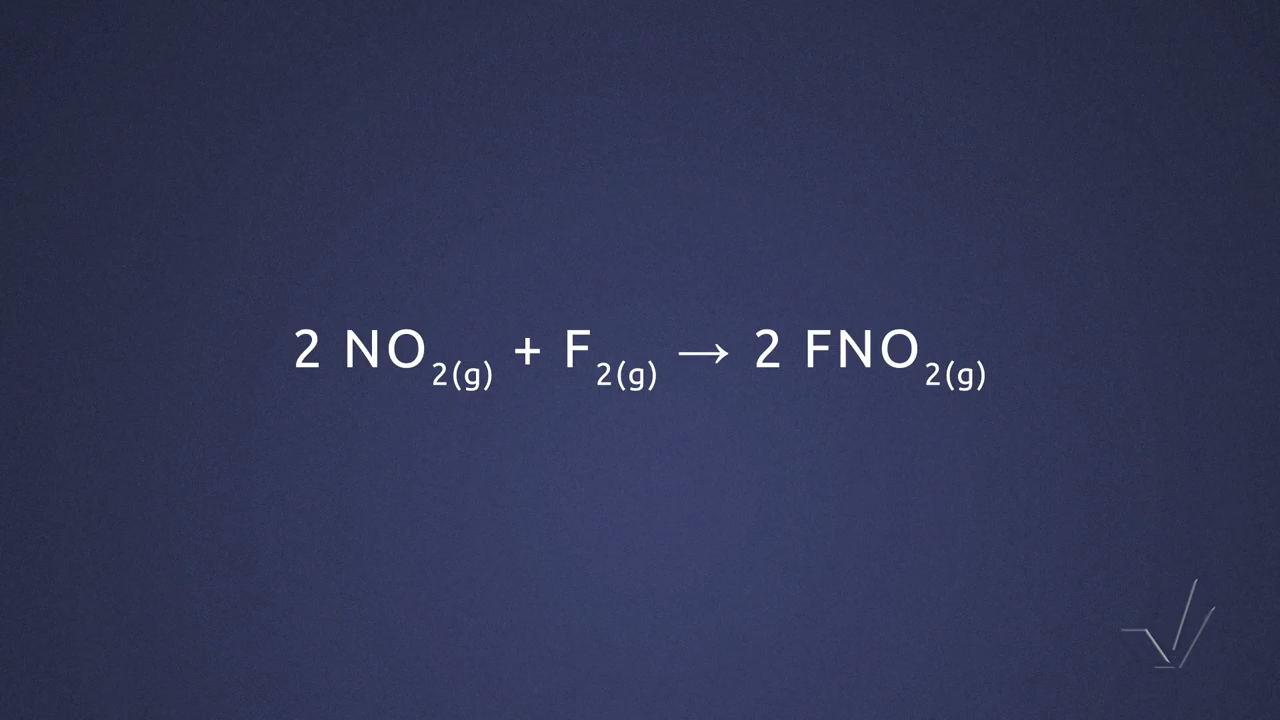 2 NO₂(g) + F₂(g) → 2 FNO₂(g)